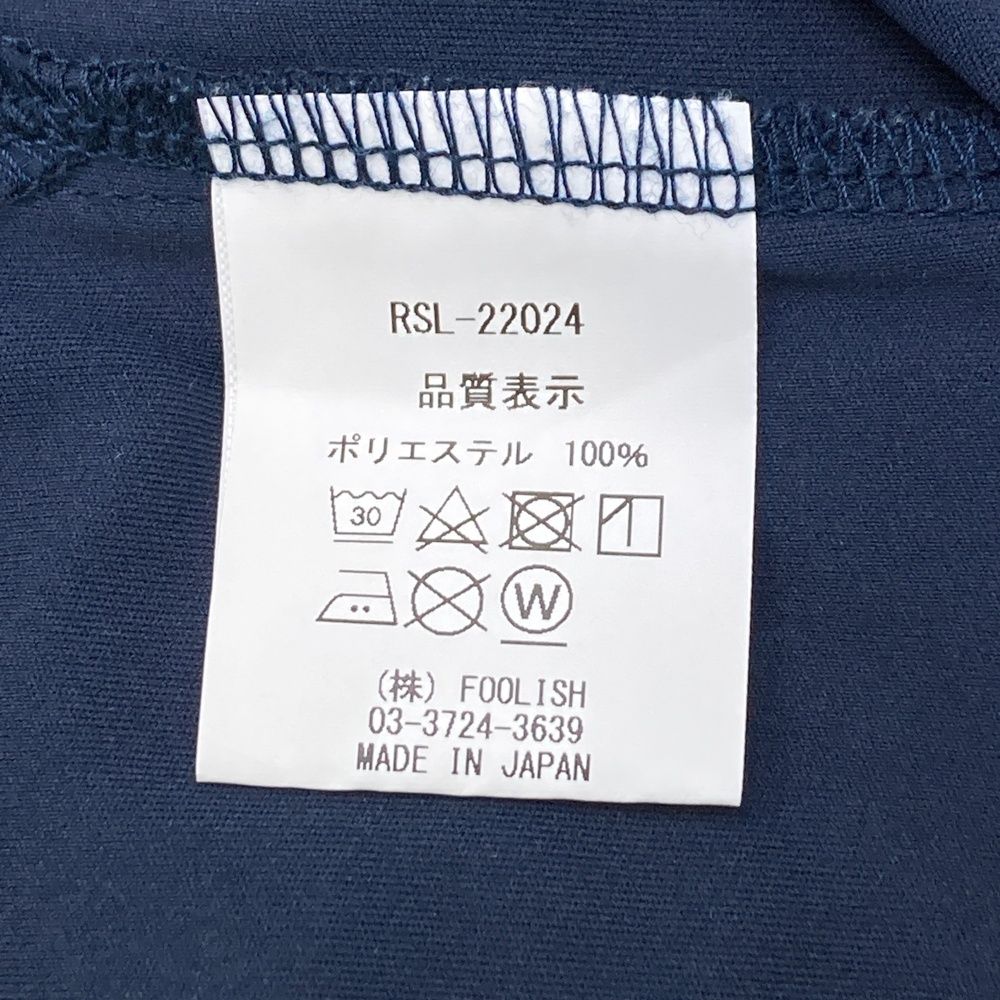 RSL-22024
品質表示
ポリエステル 100%
30
W
(株) FOOLISH
03-3724-3639
MADE IN JAPAN